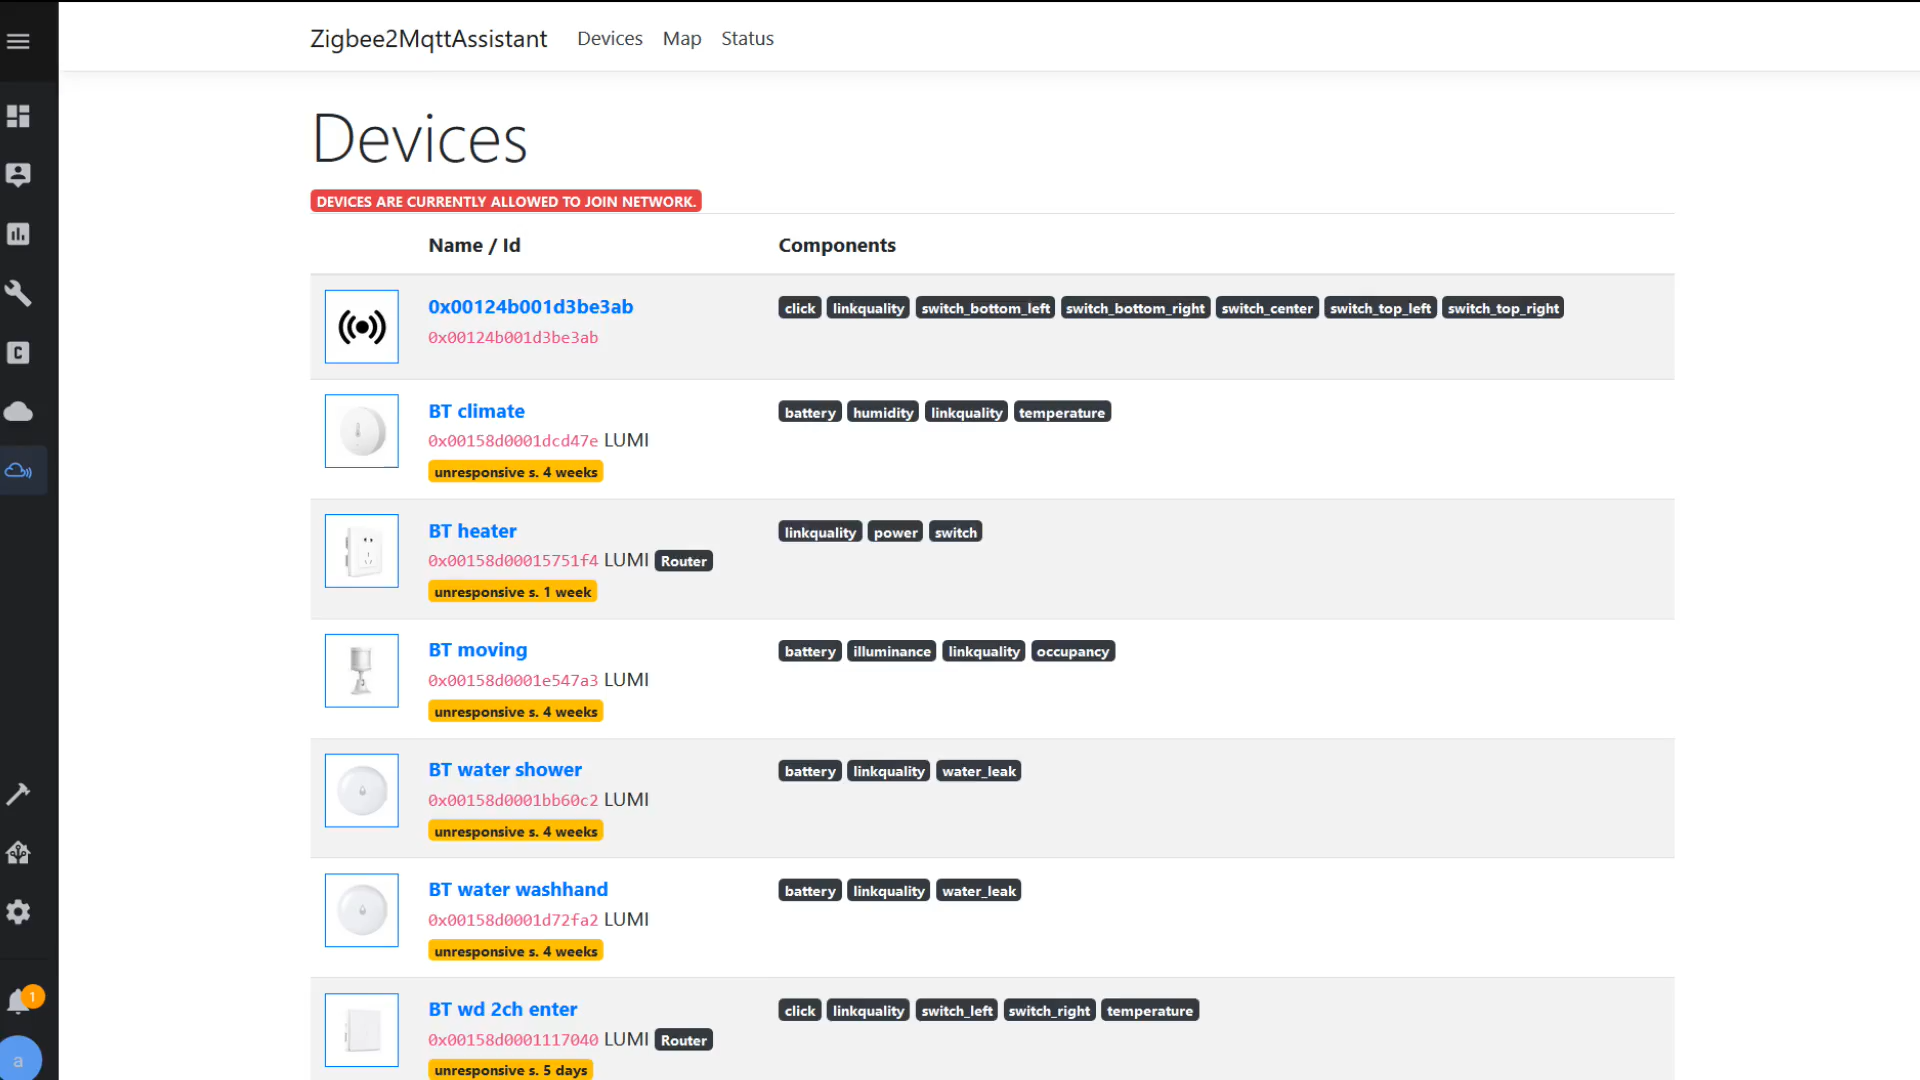 Zigbee2MqttAssistant Devices Map Status
Devices
DEVICES ARE CURRENTLY ALLOWED TO JOIN NETWORK.
Name / Id Components
0x00124b001d3be3ab click linkquality switch_bottom_left switch_bottom_right switch_center switch_top_left switch_top_right
0x00124b001d3be3ab
BT climate battery humidity linkquality temperature
0x00158d0001dcd47e LUMI
unresponsive s. 4 weeks
BT heater linkquality power switch
0x00158d00015751f4 LUMI Router
unresponsive s. 1 week
BT moving battery illuminance linkquality occupancy
0x00158d0001e547a3 LUMI
unresponsive s. 4 weeks
BT water shower battery linkquality water_leak
0x00158d0001bb60c2 LUMI
unresponsive s. 4 weeks
BT water washhand battery linkquality water_leak
0x00158d0001d72fa2 LUMI
unresponsive s. 4 weeks
BT wd 2ch enter click linkquality switch_left switch_right temperature
0x00158d0001117040 LUMI Router
unresponsive s. 5 days
C
1
a